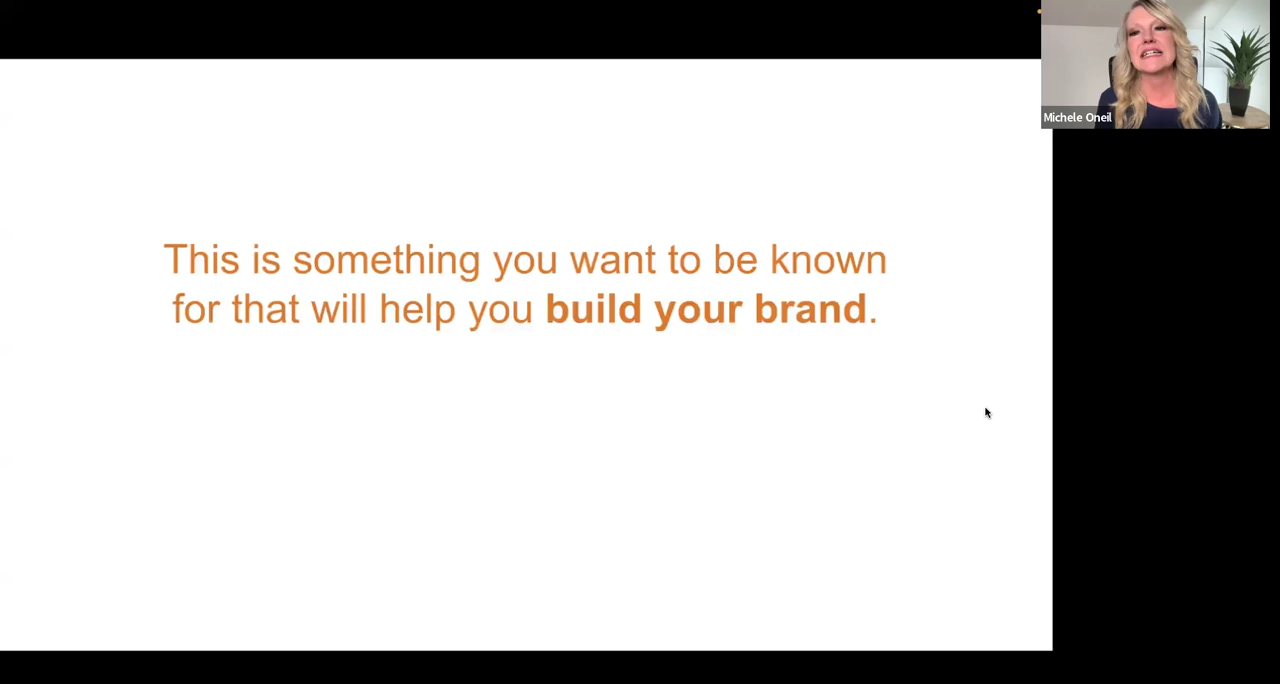 Michele Oneil
This is something you want to be known
for that will help you build your brand.